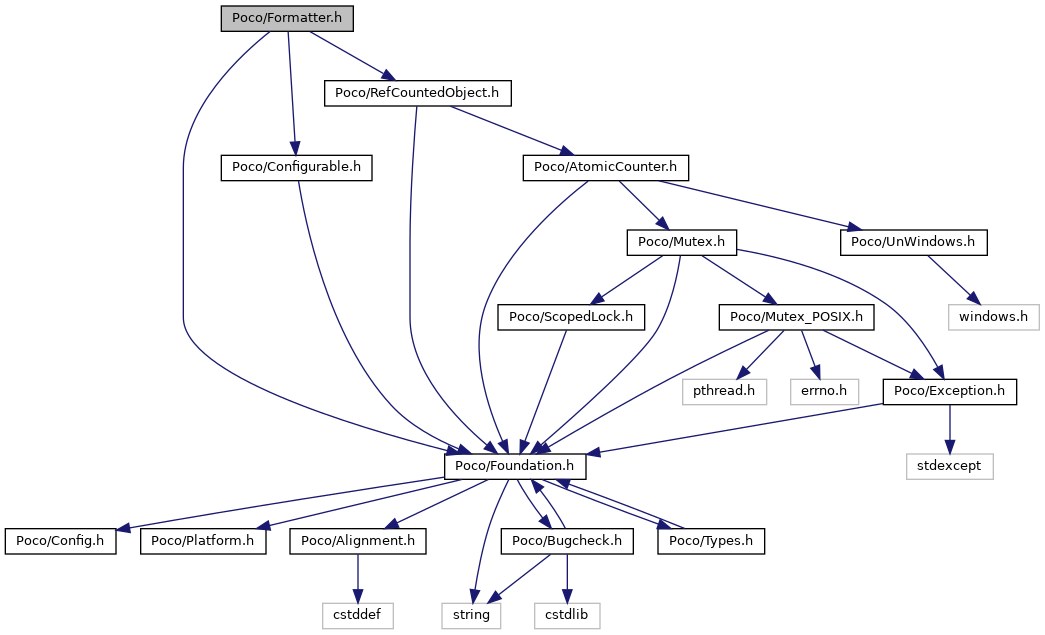 Poco/Formatter.h
Poco/RefCountedObject.h
Poco/Configurable.h
Poco/AtomicCounter.h
Poco/Mutex.h
Poco/UnWindows.h
Poco/ScopedLock.h
Poco/Mutex_POSIX.h
windows.h
pthread.h
errno.h
Poco/Exception.h
Poco/Foundation.h
stdexcept
Poco/Config.h
Poco/Platform.h
Poco/Alignment.h
Poco/Bugcheck.h
Poco/Types.h
cstddef
string
cstdlib